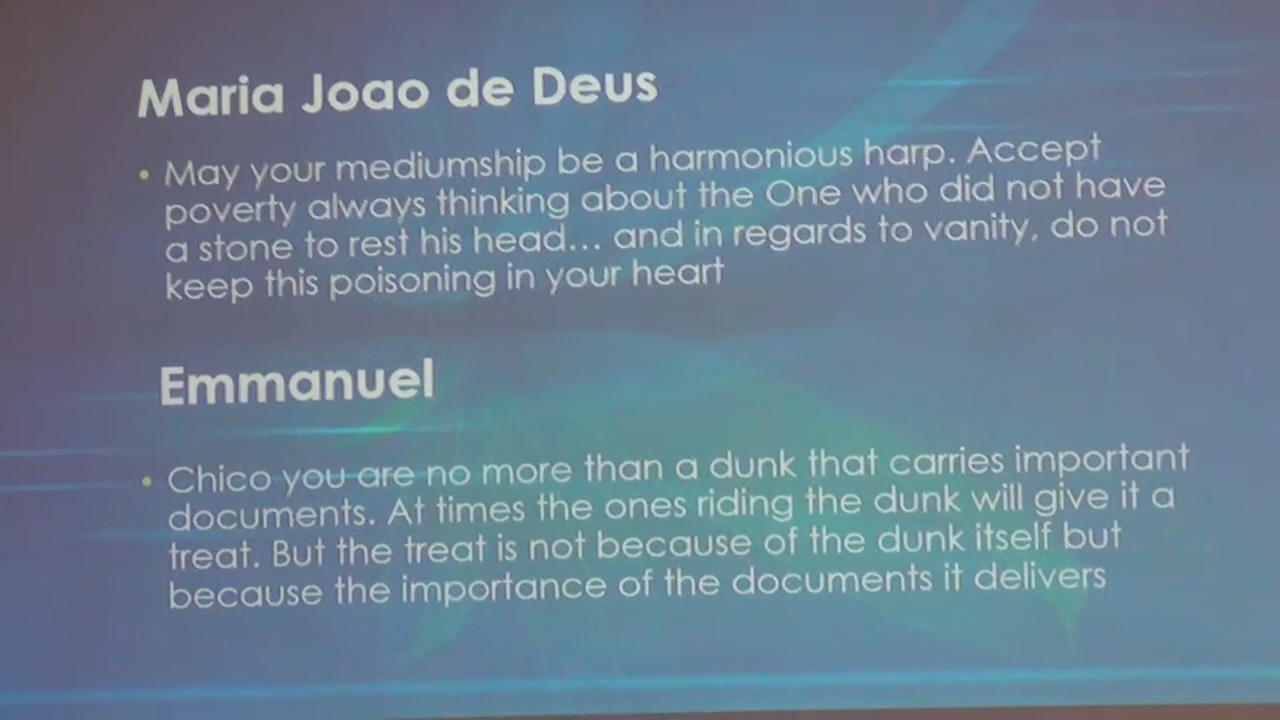 Maria Joao de Deus
• May your mediumship be a harmonious harp. Accept
poverty always thinking about the One who did not have
a stone to rest his head... and in regards to vanity, do not
keep this poisoning in your heart
Emmanuel
• Chico you are no more than a dunk that carries important
documents. At times the ones riding the dunk will give it a
treat. But the treat is not because of the dunk itself but
because the importance of the documents it delivers